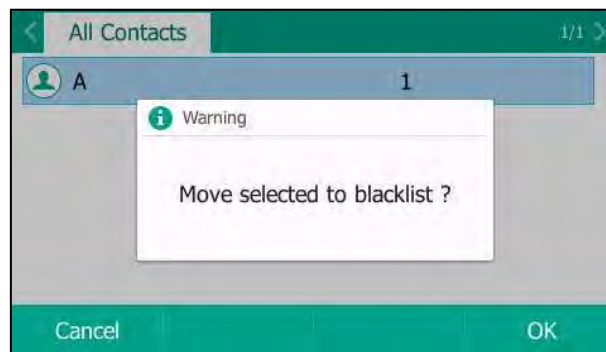 All Contacts 1/1
A 1
Warning
Move selected to blacklist ?
Cancel OK